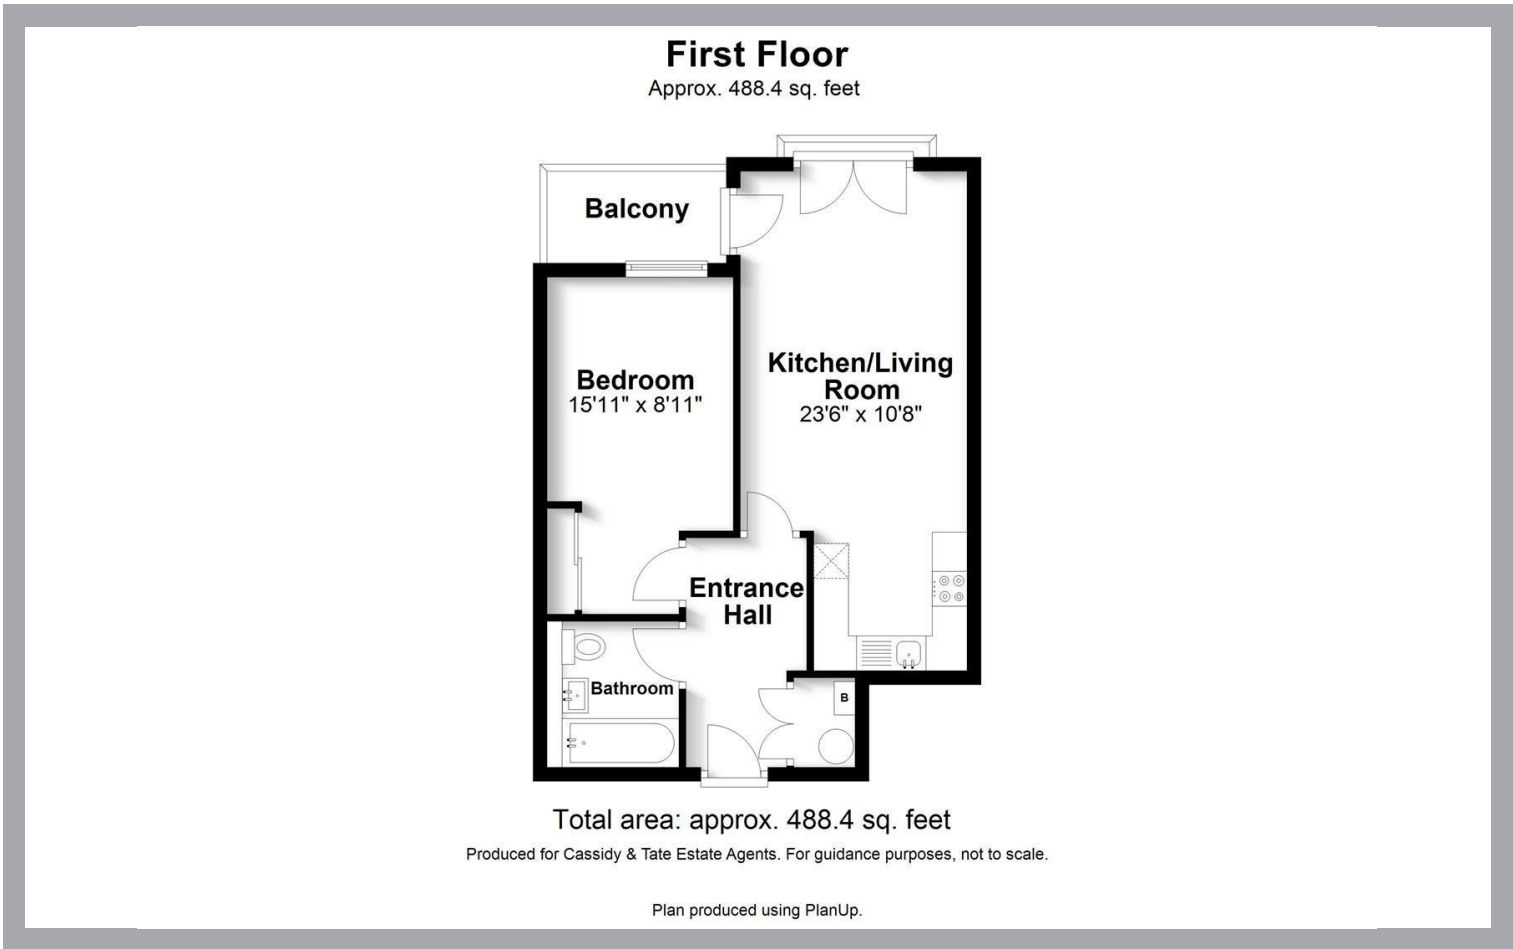 First Floor
Approx. 488.4 sq. feet
Balcony
Bedroom
15'11" x 8'11"
Kitchen/Living
Room
23'6" x 10'8"
Entrance
Hall
Bathroom
B
Total area: approx. 488.4 sq. feet
Produced for Cassidy & Tate Estate Agents. For guidance purposes, not to scale.
Plan produced using PlanUp.